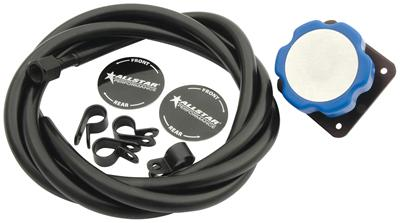 FRONT
ALLSTAR
PERFORMANCE
REAR
FRONT
ALLSTAR
PERFORMANCE
REAR